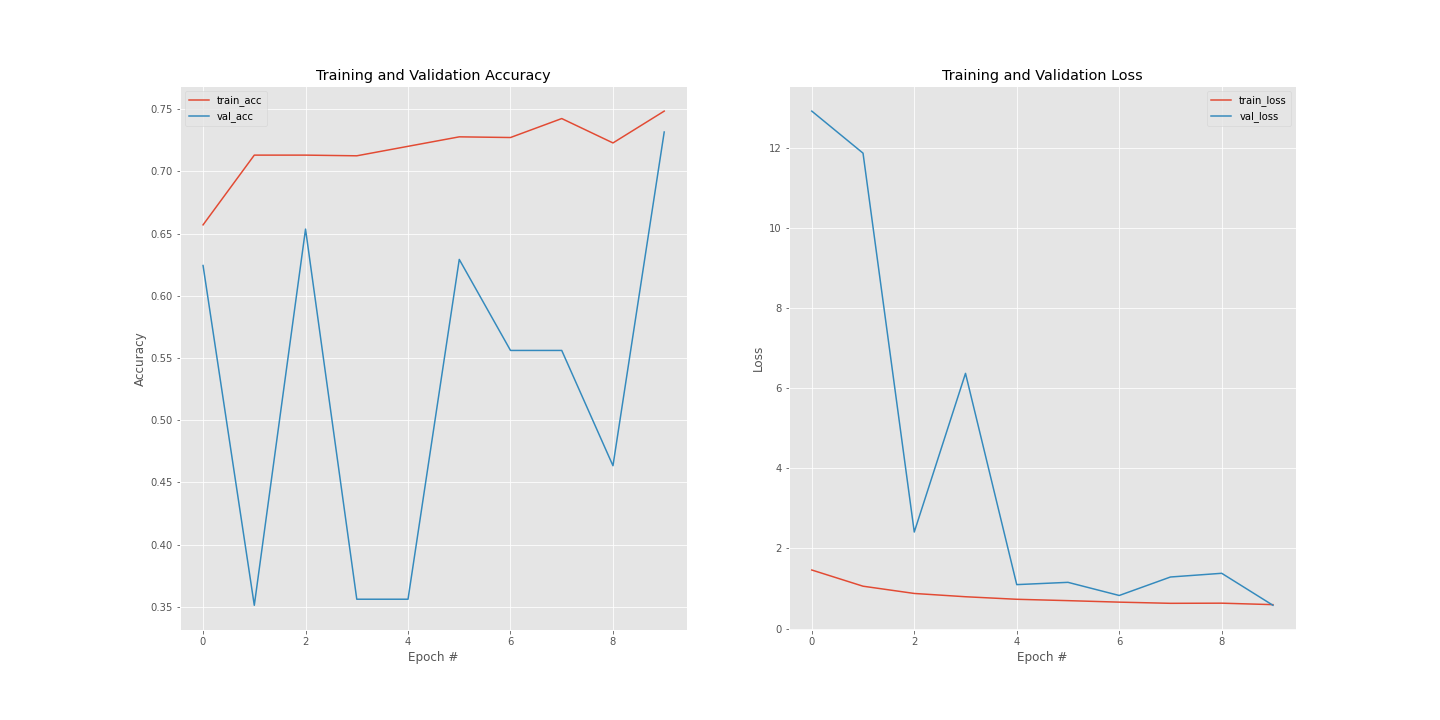 Training and Validation Accuracy
train_acc
val_acc
0.75
0.70
0.65
0.60
0.55
0.50
0.45
0.40
0.35
Accuracy
0 2 4 6 8
Epoch #
Training and Validation Loss
train_loss
val_loss
12
10
8
6
4
2
0
Loss
0 2 4 6 8
Epoch #